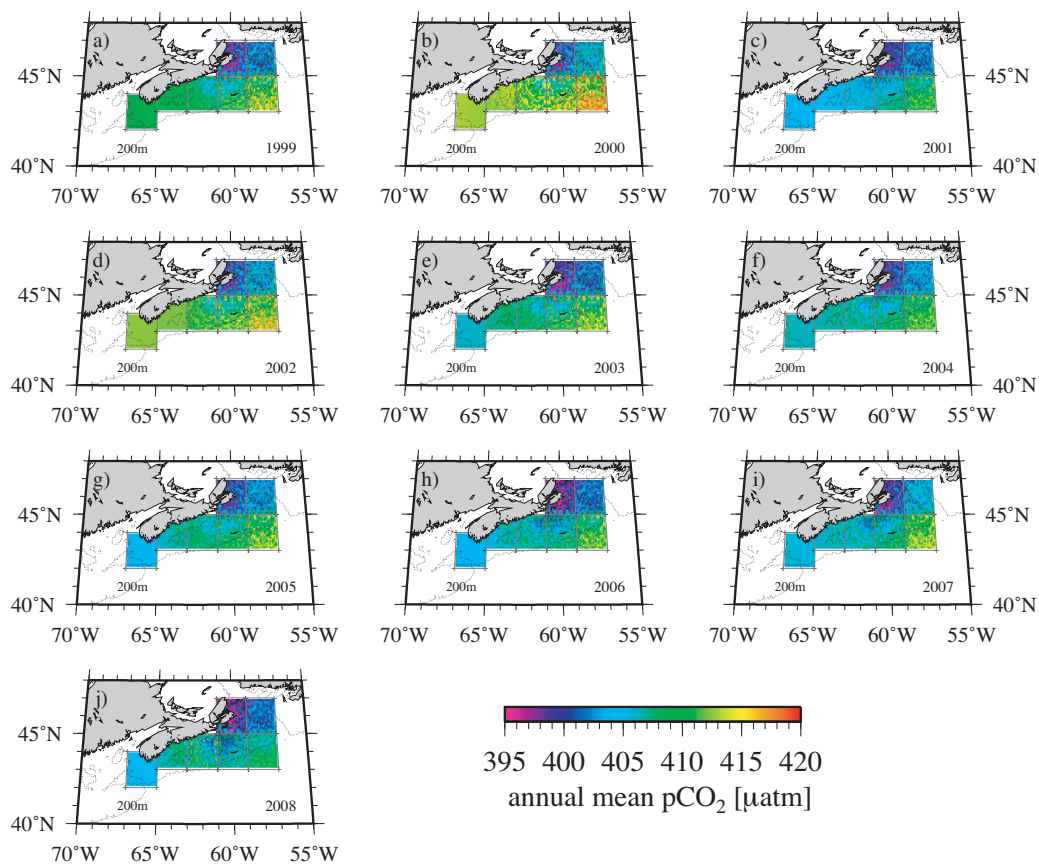 a) b) c)
45˚N 45˚N
200m 1999 200m 2000 200m 2001
40˚N 40˚N
70˚W 65˚W 60˚W 55˚W 70˚W 65˚W 60˚W 55˚W 70˚W 65˚W 60˚W 55˚W
d) e) f)
45˚N 45˚N
200m 2002 200m 2003 200m 2004
40˚N 40˚N
70˚W 65˚W 60˚W 55˚W 70˚W 65˚W 60˚W 55˚W 70˚W 65˚W 60˚W 55˚W
g) h) i)
45˚N 45˚N
200m 2005 200m 2006 200m 2007
40˚N 40˚N
70˚W 65˚W 60˚W 55˚W 70˚W 65˚W 60˚W 55˚W 70˚W 65˚W 60˚W 55˚W
j)
45˚N
200m 2008
40˚N
70˚W 65˚W 60˚W 55˚W
395 400 405 410 415 420
annual mean pCO₂ [µatm]